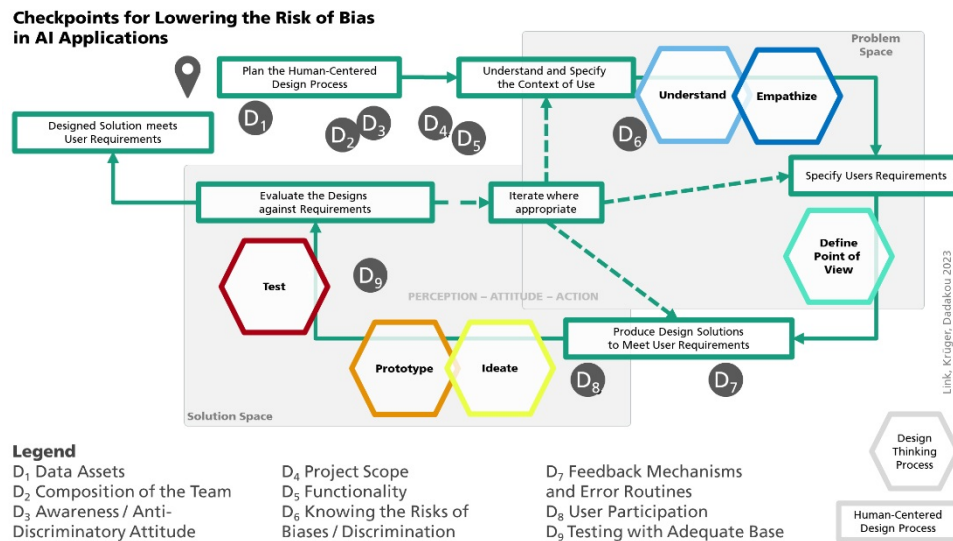 Checkpoints for Lowering the Risk of Bias
in AI Applications
Problem
Space
Plan the Human-Centered
Design Process
Understand and Specify
the Context of Use
Understand
Empathize
D1
D2
D3
D4
D5
D6
Designed Solution meets
User Requirements
Evaluate the Designs
against Requirements
Iterate where
appropriate
Specify Users Requirements
Define
Point of
View
Test
D9
PERCEPTION – ATTITUDE – ACTION
Produce Design Solutions
to Meet User Requirements
Prototype
Ideate
D8
D7
Solution Space
Link, Krüger, Dadakou 2023
Legend
D1 Data Assets
D2 Composition of the Team
D3 Awareness / Anti-
Discriminatory Attitude
D4 Project Scope
D5 Functionality
D6 Knowing the Risks of
Biases / Discrimination
D7 Feedback Mechanisms
and Error Routines
D8 User Participation
D9 Testing with Adequate Base
Design
Thinking
Process
Human-Centered
Design Process